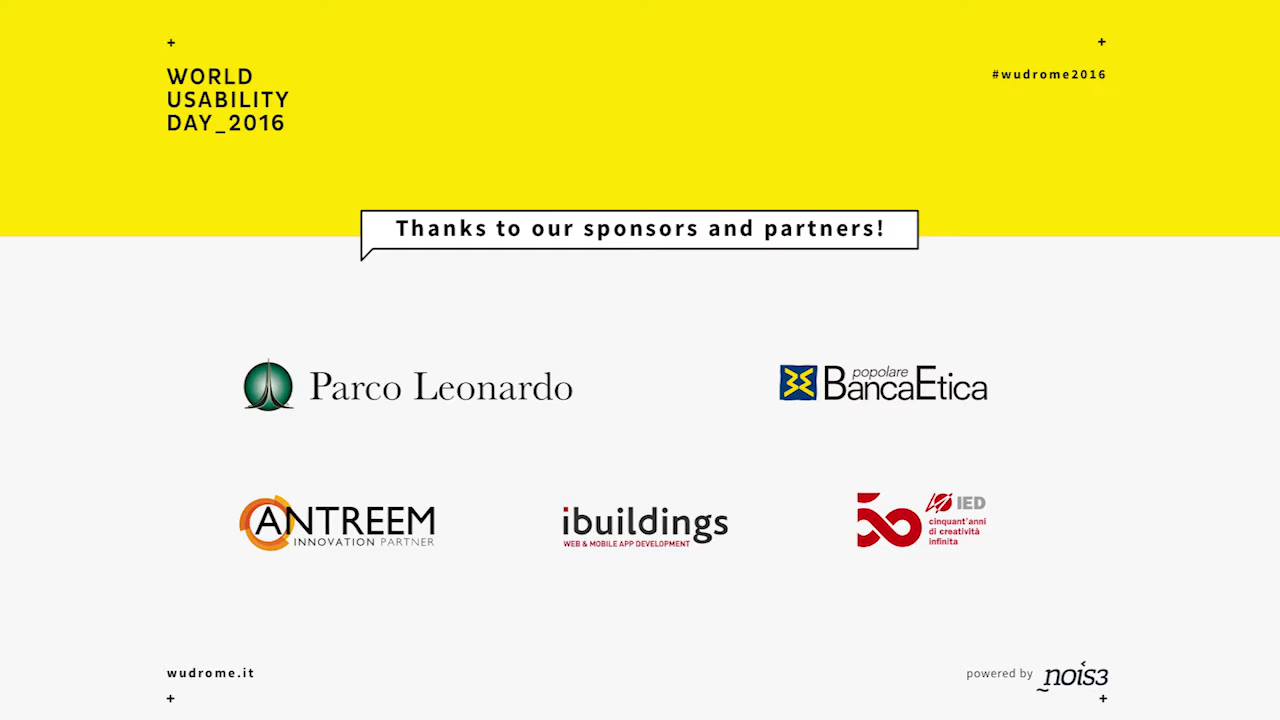 WORLD
USABILITY
DAY_2016
#wudrome2016
Thanks to our sponsors and partners!
Parco Leonardo
popolare
BancaEtica
ANTREEM
INNOVATION PARTNER
ibuildings
WEB & MOBILE APP DEVELOPMENT
50
IED
cinquant'anni
di creatività
infinita
wudrome.it
powered by nois3